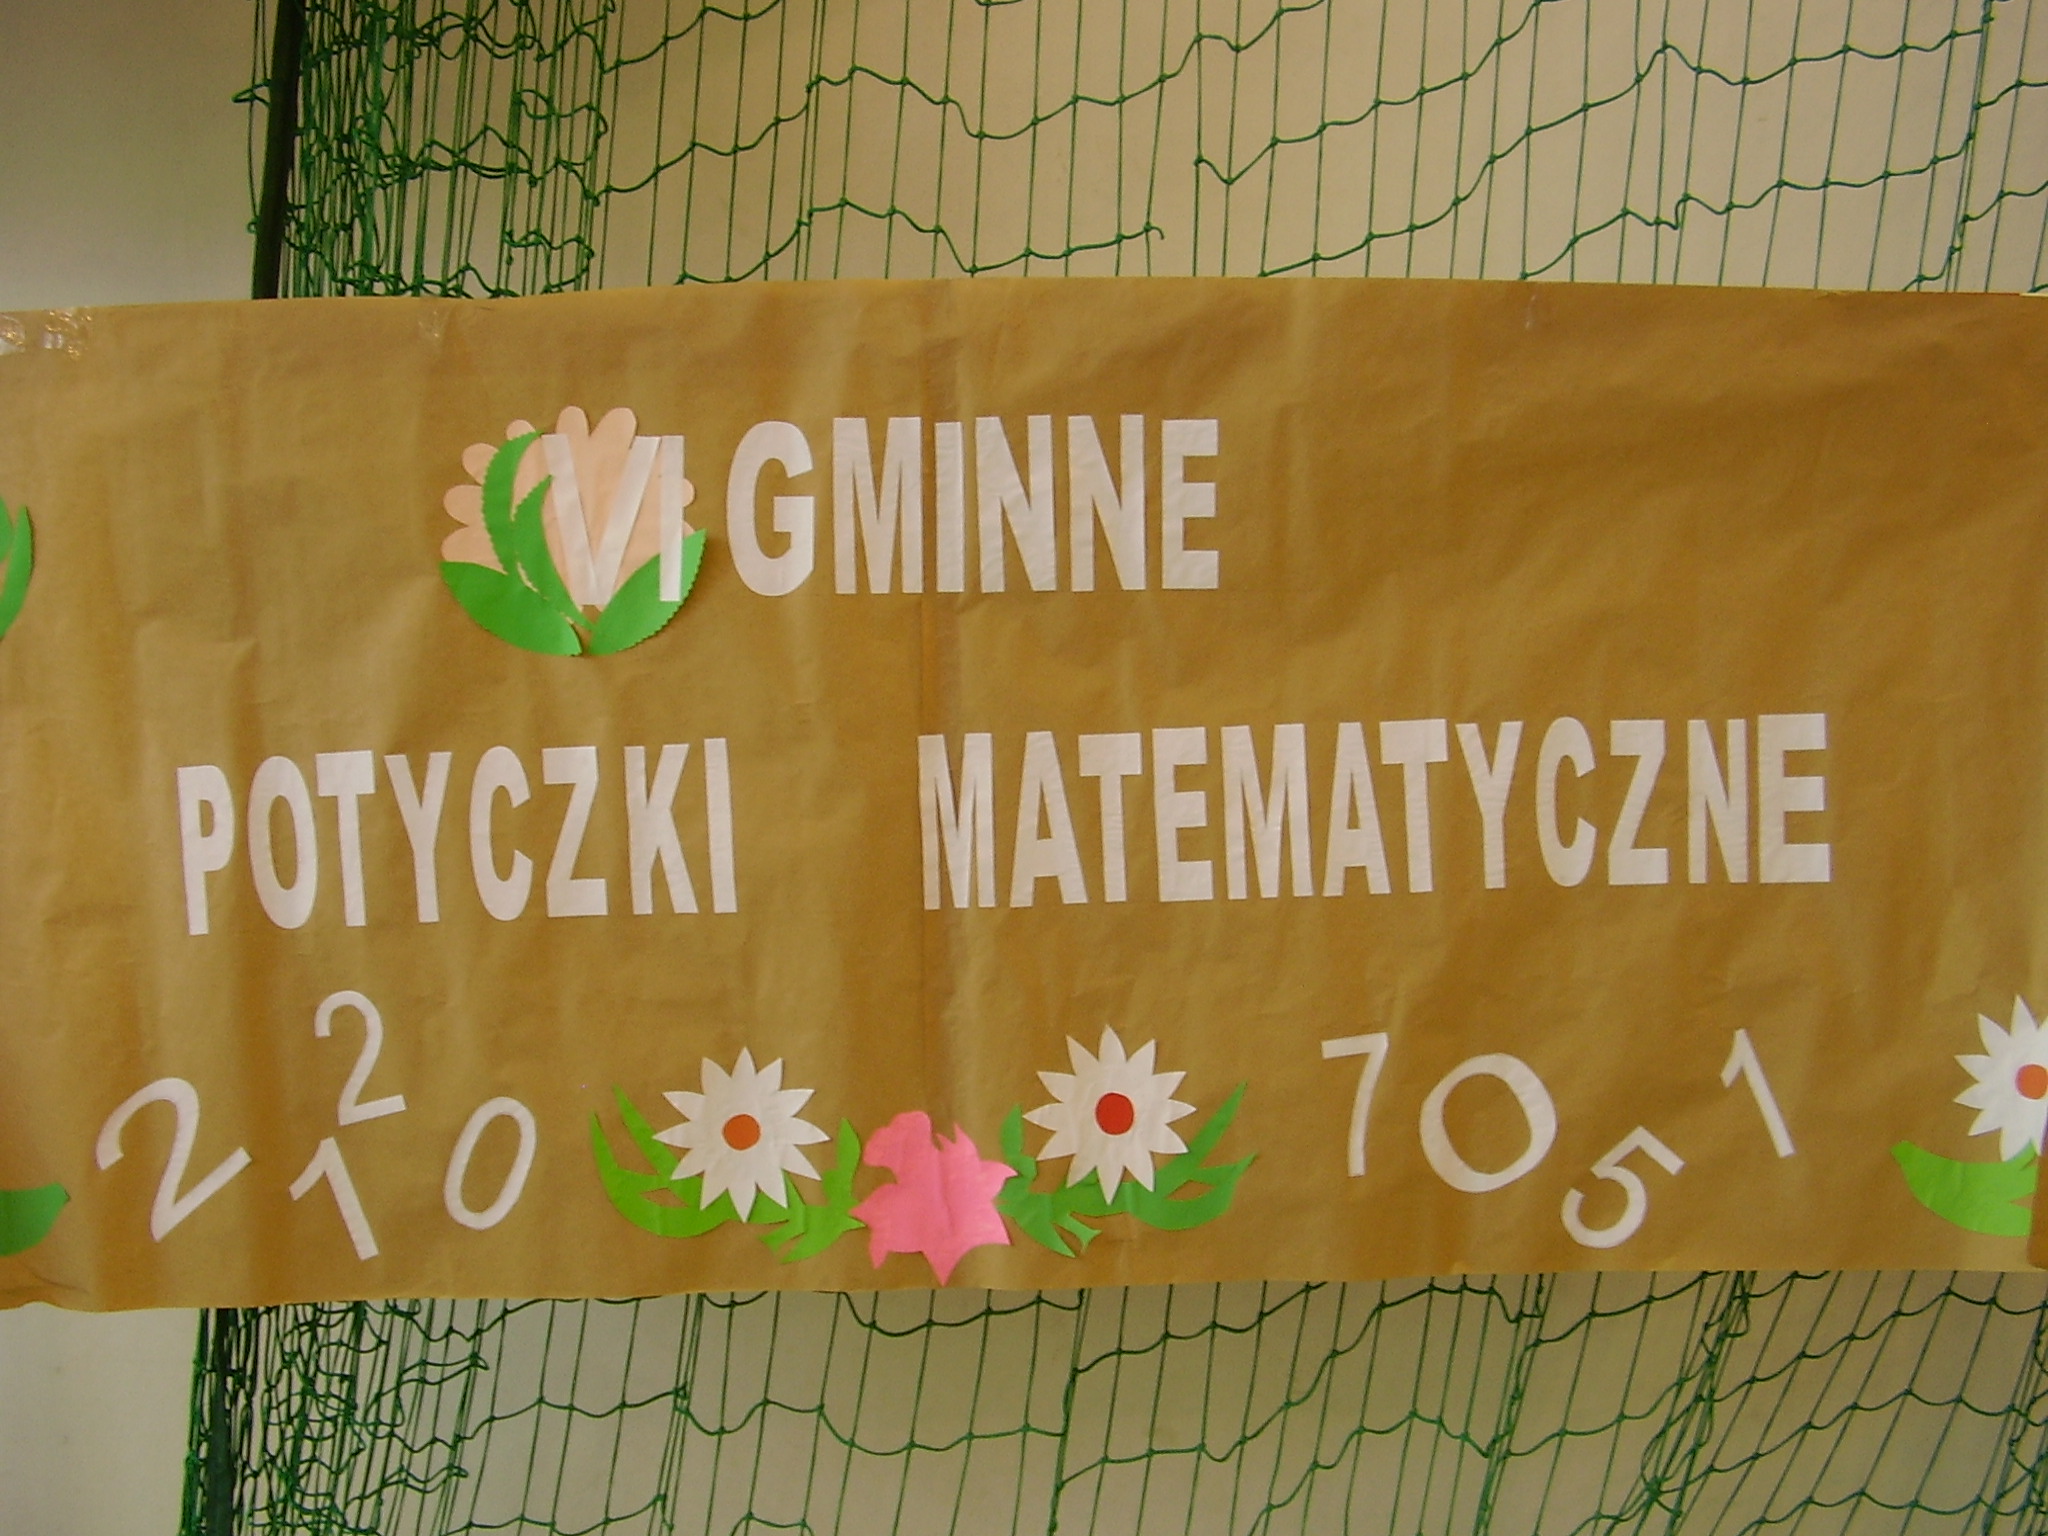 VI GMINNE
POTYCZKI MATEMATYCZNE
2 2 1 0 7 0 5 1